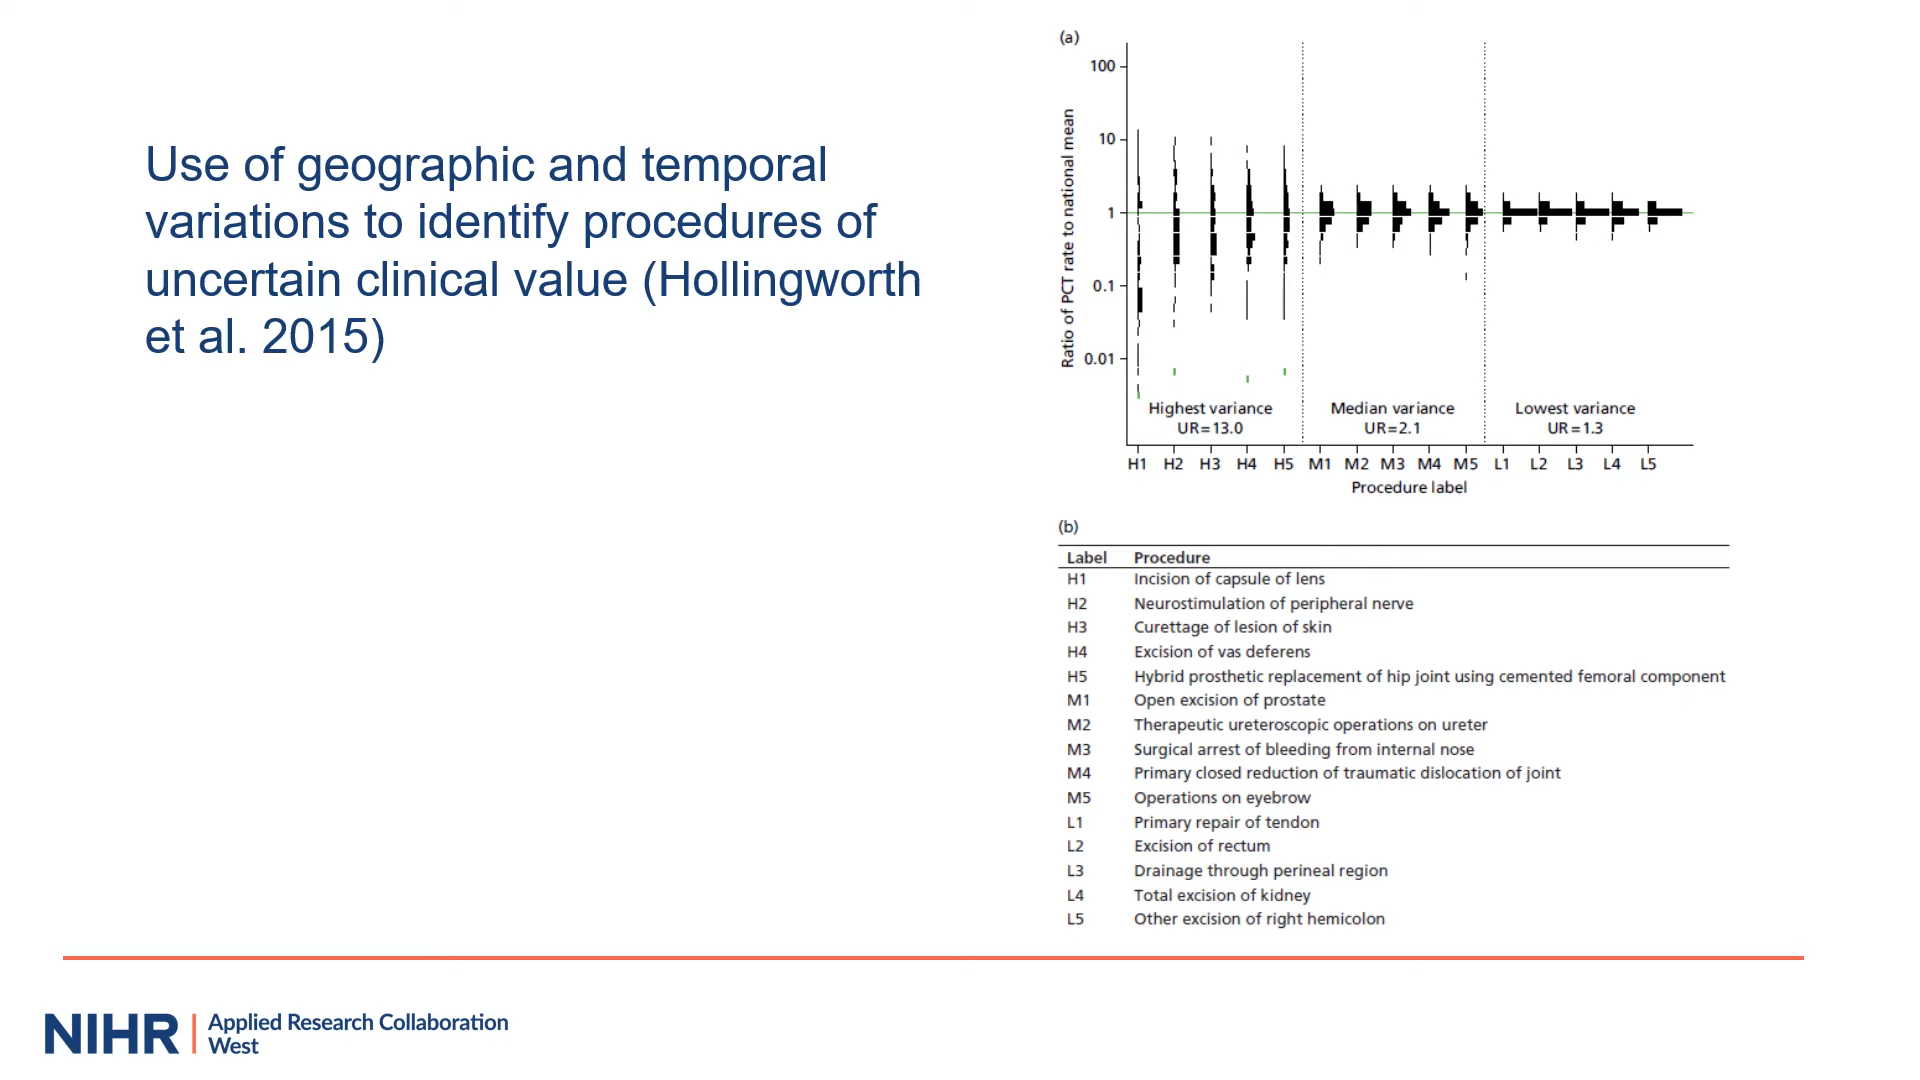 Use of geographic and temporal
variations to identify procedures of
uncertain clinical value (Hollingworth
et al. 2015)
(a)
Ratio of PCT rate to national mean
100
10
1
0.1
0.01
Highest variance
UR=13.0
Median variance
UR=2.1
Lowest variance
UR=1.3
H1 H2 H3 H4 H5 M1 M2 M3 M4 M5 L1 L2 L3 L4 L5
Procedure label
(b)
Label Procedure
H1 Incision of capsule of lens
H2 Neurostimulation of peripheral nerve
H3 Curettage of lesion of skin
H4 Excision of vas deferens
H5 Hybrid prosthetic replacement of hip joint using cemented femoral component
M1 Open excision of prostate
M2 Therapeutic ureteroscopic operations on ureter
M3 Surgical arrest of bleeding from internal nose
M4 Primary closed reduction of traumatic dislocation of joint
M5 Operations on eyebrow
L1 Primary repair of tendon
L2 Excision of rectum
L3 Drainage through perineal region
L4 Total excision of kidney
L5 Other excision of right hemicolon
NIHR | Applied Research Collaboration
West